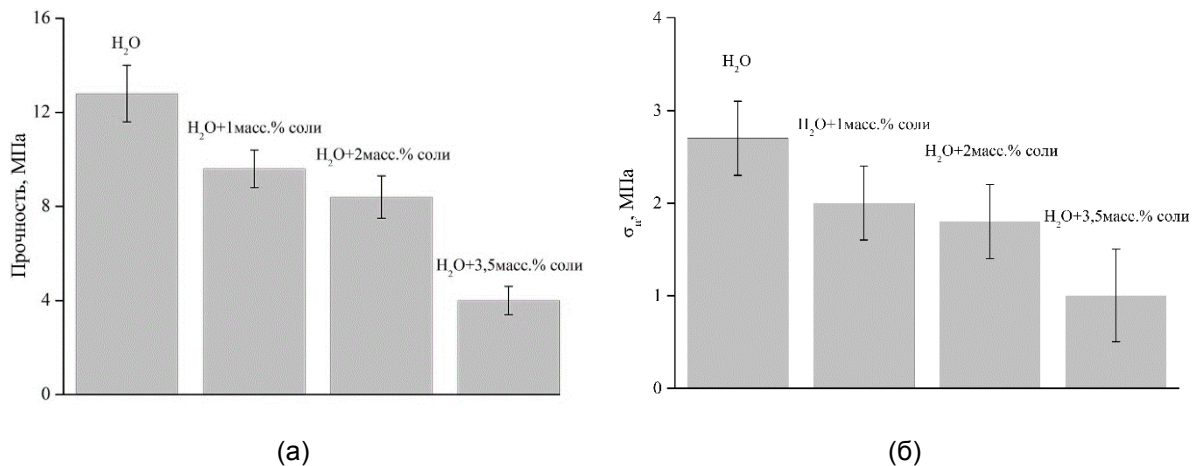 16
12
8
4
0
Прочность, МПа
H2O
H2O+1масс.% соли
H2O+2масс.% соли
H2O+3,5масс.% соли
(а)
4
3
2
1
0
σи, МПа
H2O
H2O+1масс.% соли
H2O+2масс.% соли
H2O+3,5масс.% соли
(б)